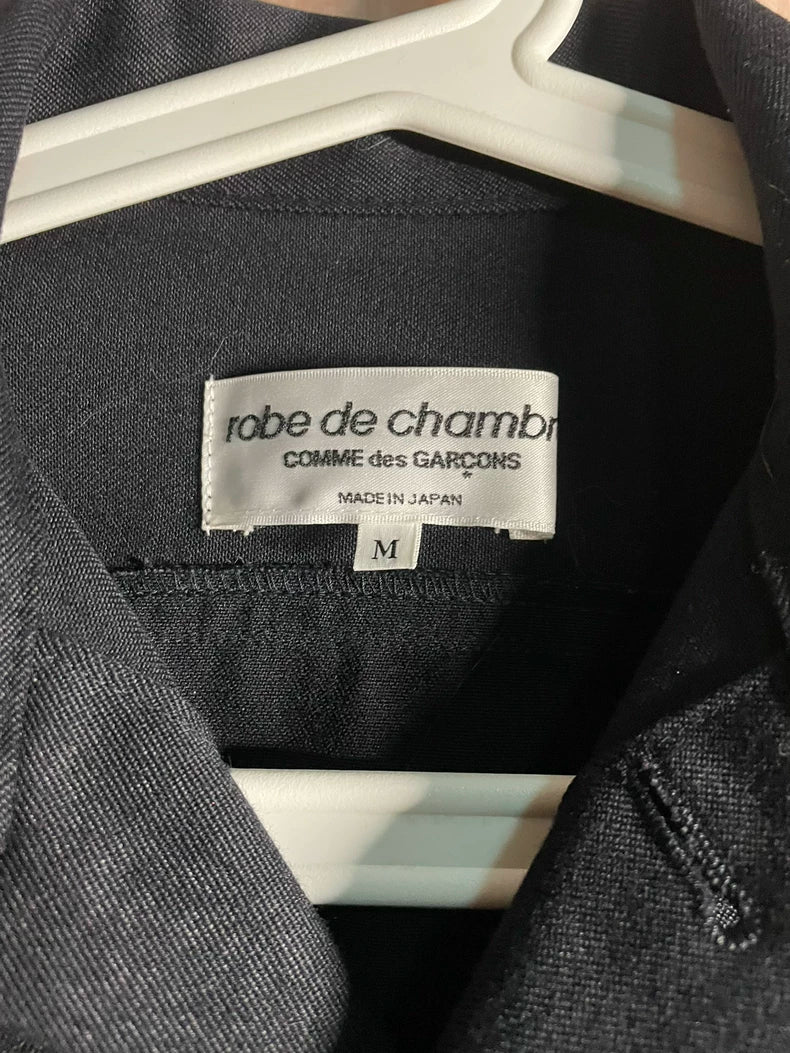 robe de chambr
COMME des GARÇONS
MADE IN JAPAN
M